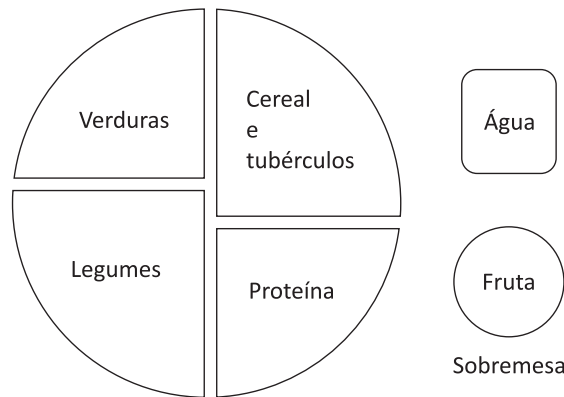 Verduras
Cereal
e
tubérculos
Água
Legumes
Proteína
Fruta
Sobremesa